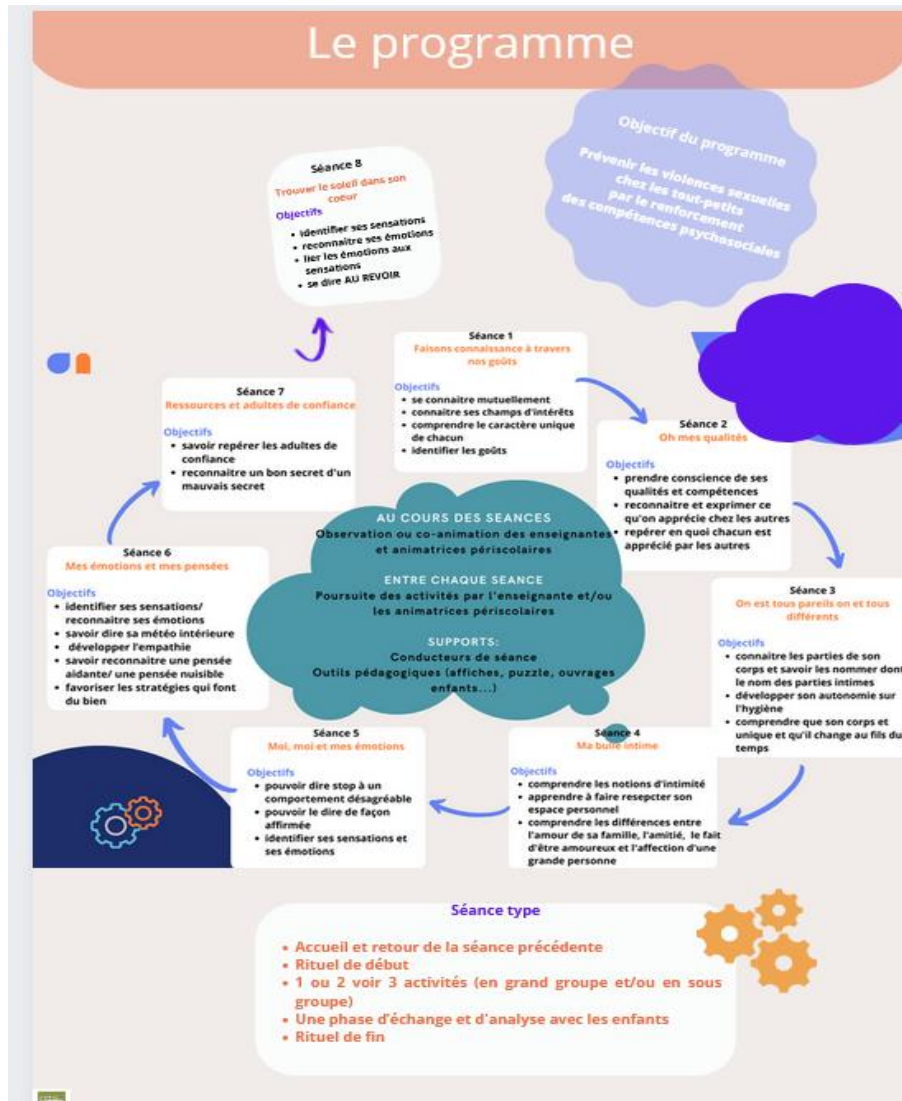 Le programme
Objectif du programme
Prévenir les violences sexuelles
chez les tout-petits
par le renforcement
des compétences psychosociales
Séance 8
Trouver le soleil dans son
coeur
Objectifs
• identifier ses sensations
• reconnaitre ses émotions
• lier les émotions aux
sensations
• se dire AU REVOIR
Séance 1
Faisons connaissance à travers
nos goûts
Objectifs
• se connaitre mutuellement
• connaitre ses champs d'intérêts
• comprendre le caractère unique
de chacun
• identifier les goûts
Séance 7
Ressources et adultes de confiance
Objectifs
• savoir repérer les adultes de
confiance
• reconnaitre un bon secret d'un
mauvais secret
Séance 2
Oh mes qualités
Objectifs
• prendre conscience de ses
qualités et compétences
• reconnaitre et exprimer ce
qu'on apprécie chez les autres
• repérer en quoi chacun est
apprécié par les autres
AU COURS DES SEANCES
Observation ou co-animation des enseignantes
et animatrices périscolaires
ENTRE CHAQUE SEANCE
Poursuite des activités par l'enseignante et/ou
les animatrices périscolaires
SUPPORTS:
Conducteurs de séance
Outils pédagogiques (affiches, puzzle, ouvrages
enfants...)
Séance 6
Mes émotions et mes pensées
Objectifs
• identifier ses sensations/
reconnaitre ses émotions
• savoir dire sa météo intérieure
• développer l'empathie
• savoir reconnaitre une pensée
aidante/ une pensée nuisible
• favoriser les stratégies qui font
du bien
Séance 3
On est tous pareils on et tous
différents
Objectifs
• connaitre les parties de son
corps et savoir les nommer dont
le nom des parties intimes
• développer son autonomie sur
l'hygiène
• comprendre que son corps et
unique et qu'il change au fils du
temps
Séance 5
Moi, moi et mes émotions
Objectifs
• pouvoir dire stop à un
comportement désagréable
• pouvoir le dire de façon
affirmée
• identifier ses sensations et
ses émotions
Séance 4
Ma bulle intime
Objectifs
• comprendre les notions d'intimité
• apprendre à faire resepcter son
espace personnel
• comprendre les différences entre
l'amour de sa famille, l'amitié, le fait
d'être amoureux et l'affection d'une
grande personne
Séance type
• Accueil et retour de la séance précédente
• Rituel de début
• 1 ou 2 voir 3 activités (en grand groupe et/ou en sous
groupe)
• Une phase d'échange et d'analyse avec les enfants
• Rituel de fin